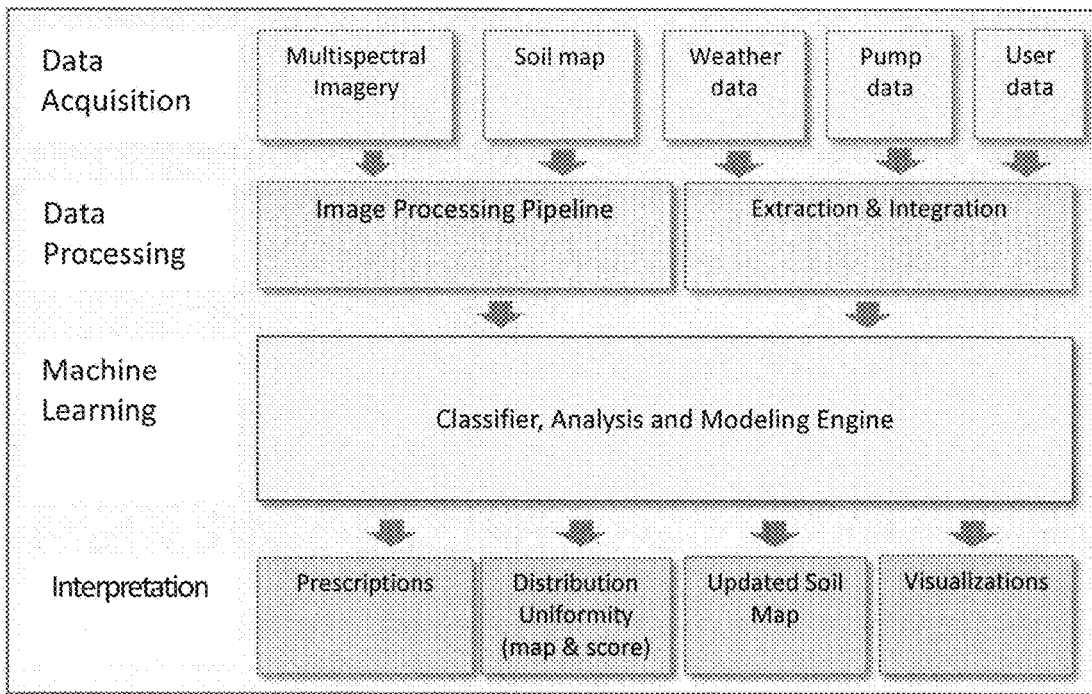 Data
Acquisition
Multispectral
Imagery
Soil map
Weather
data
Pump
data
User
data
Data
Processing
Image Processing Pipeline
Extraction & Integration
Machine
Learning
Classifier, Analysis and Modeling Engine
Interpretation
Prescriptions
Distribution
Uniformity
(map & score)
Updated Soil
Map
Visualizations